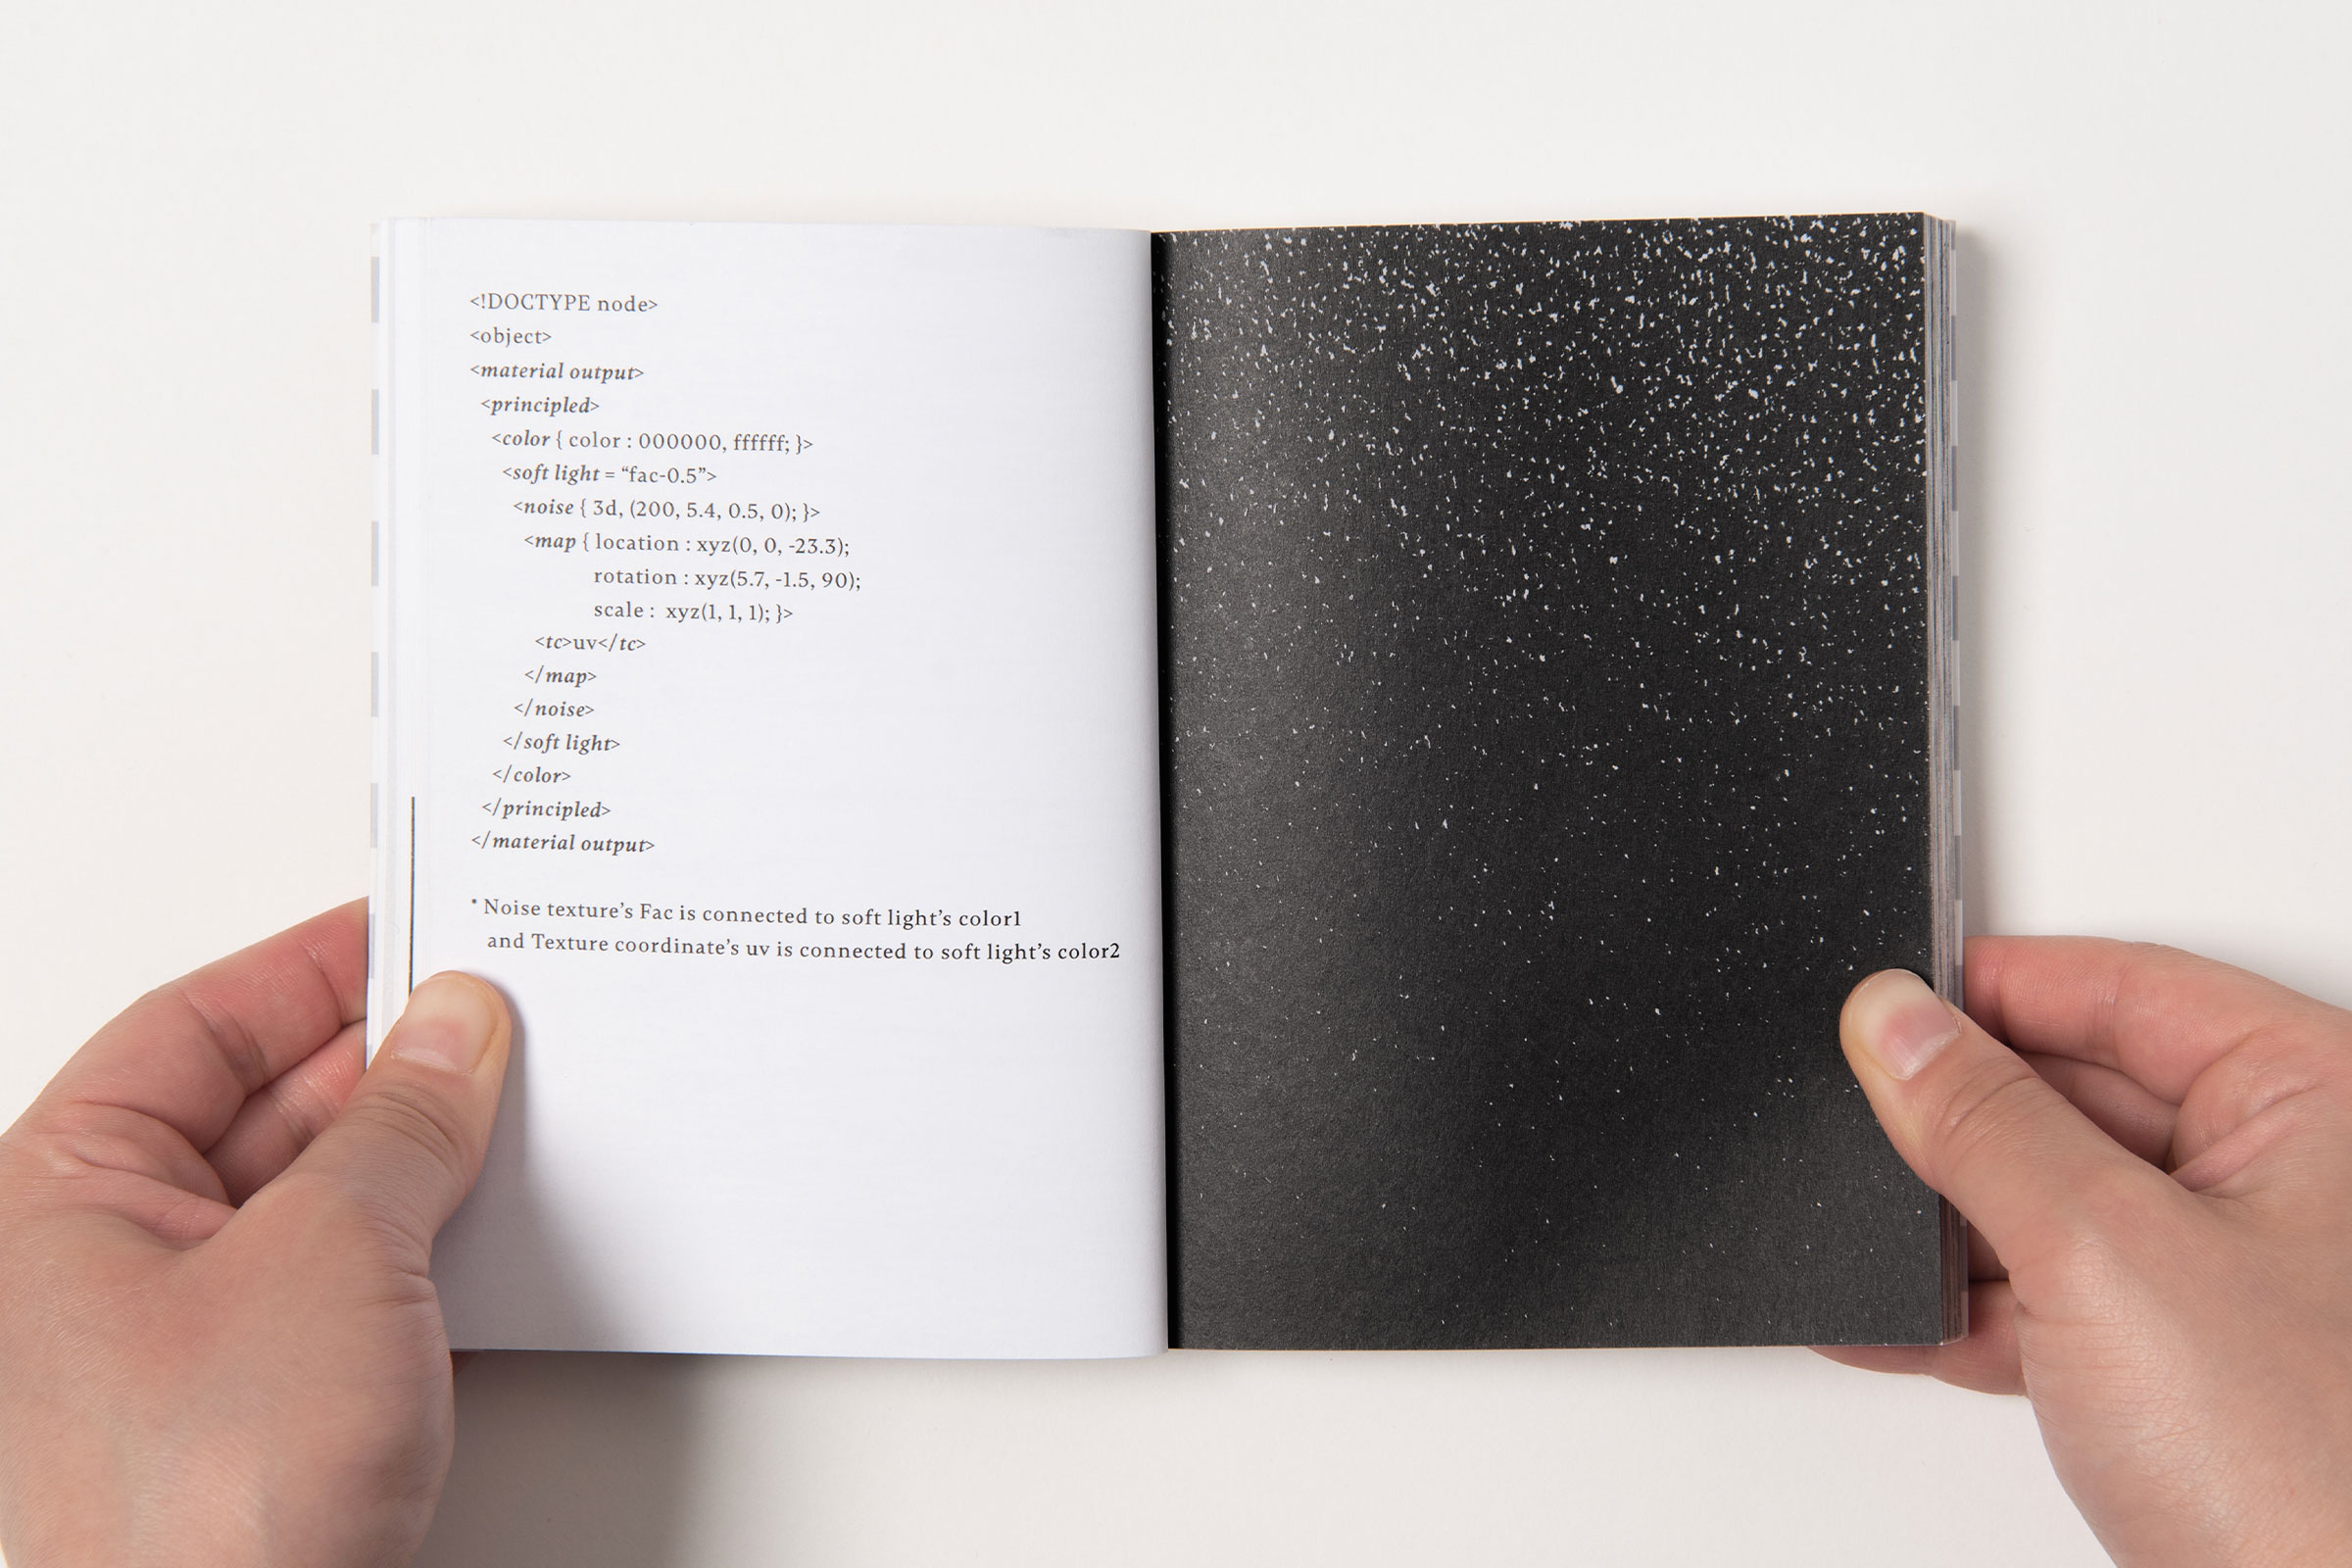 <!DOCTYPE node>
<object>
<material output>
<principled>
<color { color : 000000, ffffff; }>
<soft light = “fac-0.5”>
<noise { 3d, (200, 5.4, 0.5, 0); }>
<map { location : xyz(0, 0, -23.3);
rotation : xyz(5.7, -1.5, 90);
scale : xyz(1, 1, 1); }>
<tc>uv</tc>
</map>
</noise>
</soft light>
</color>
</principled>
</material output>
* Noise texture’s Fac is connected to soft light’s color1
and Texture coordinate’s uv is connected to soft light’s color2